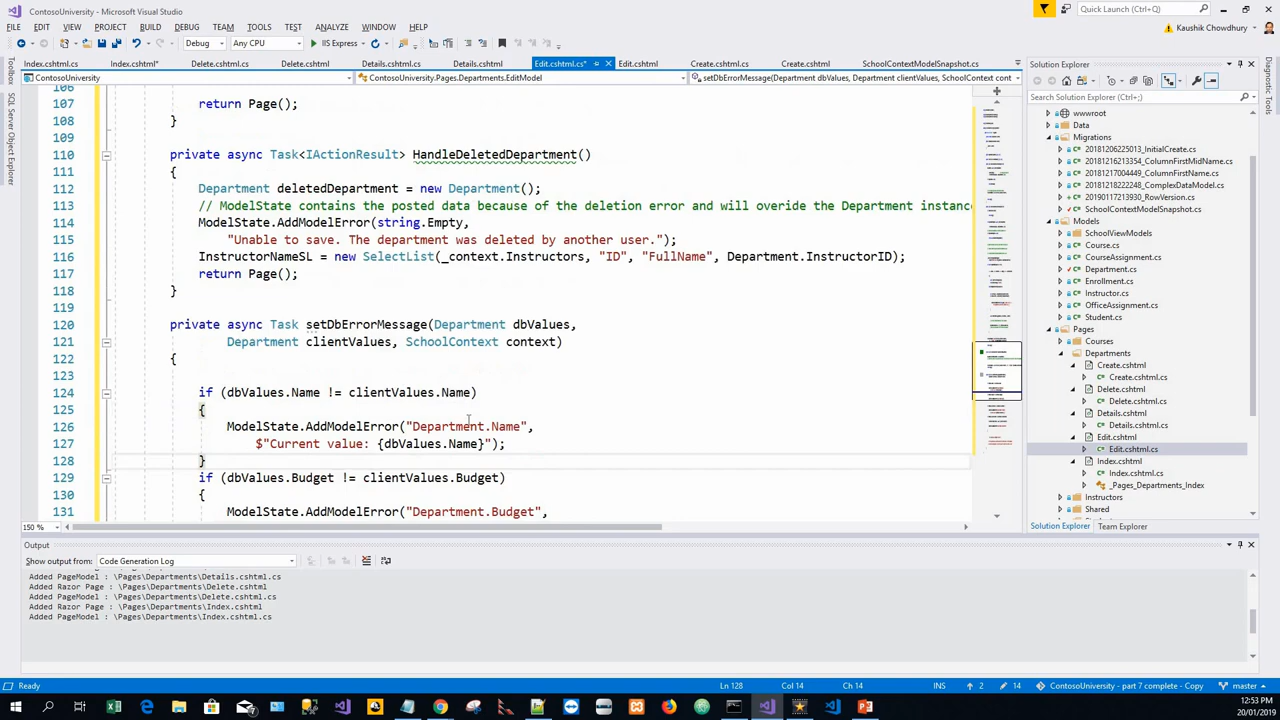 ContosoUniversity - Microsoft Visual Studio
Quick Launch (Ctrl+Q)
FILE EDIT VIEW PROJECT BUILD DEBUG TEAM TOOLS TEST ANALYZE WINDOW HELP
Kaushik Chowdhury
Debug Any CPU IIS Express
Index.cshtml.cs Index.cshtml* Delete.cshtml.cs Delete.cshtml Details.cshtml.cs Details.cshtml Edit.cshtml.cs* Edit.cshtml Create.cshtml.cs Create.cshtml SchoolContextModelSnapshot.cs
ContosoUniversity ContosoUniversity.Pages.Departments.EditModel setDbErrorMessage(Department dbValues, Department clientValues, SchoolContext cont
Toolbox
SQL Server Object Explorer
106
107 return Page();
108 }
109
110 private async Task<IActionResult> HandleDeletedDepartment()
111 {
112 Department deletedDepartment = new Department();
113 // ModelState contains the posted data because of the deletion error and will overide the Department instanc
114 ModelState.AddModelError(string.Empty,
115 "Unable to save. The department was deleted by another user.");
116 InstructorNameSL = new SelectList(_context.Instructors, "ID", "FullName", Department.InstructorID);
117 return Page();
118 }
119
120 private async Task setDbErrorMessage(Department dbValues,
121 Department clientValues, SchoolContext context)
122 {
123
124 if (dbValues.Name != clientValues.Name)
125 {
126 ModelState.AddModelError("Department.Name",
127 $"Current value: {dbValues.Name}");
128 }
129 if (dbValues.Budget != clientValues.Budget)
130 {
131 ModelState.AddModelError("Department.Budget",
150 %
Output
Show output from: Code Generation Log
Added PageModel : \Pages\Departments\Details.cshtml.cs
Added Razor Page : \Pages\Departments\Delete.cshtml
Added PageModel : \Pages\Departments\Delete.cshtml.cs
Added Razor Page : \Pages\Departments\Index.cshtml
Added PageModel : \Pages\Departments\Index.cshtml.cs
Solution Explorer
Search Solution Explorer (Ctrl+;)
wwwroot
Data
Migrations
20181206225013_InitialCreate.cs
20181216213354_ColumnFirstMidName.cs
20181217004449_ColumnFirstName.cs
20181218222248_ComplexDataModel.cs
20190117213910_RowVersion.cs
SchoolContextModelSnapshot.cs
Models
SchoolViewModels
Course.cs
CourseAssignment.cs
Department.cs
Enrollment.cs
Instructor.cs
OfficeAssignment.cs
Student.cs
Pages
Courses
Departments
Create.cshtml
Create.cshtml.cs
Delete.cshtml
Delete.cshtml.cs
Details.cshtml
Details.cshtml.cs
Edit.cshtml
Edit.cshtml.cs
Index.cshtml
Index.cshtml.cs
_Pages_Departments_Index
Instructors
Shared
Solution Explorer Team Explorer
Diagnostic Tools
Ready Ln 128 Col 14 Ch 14 INS 2 14 ContosoUniversity - part 7 complete - Copy master
12:53 PM
20/01/2019